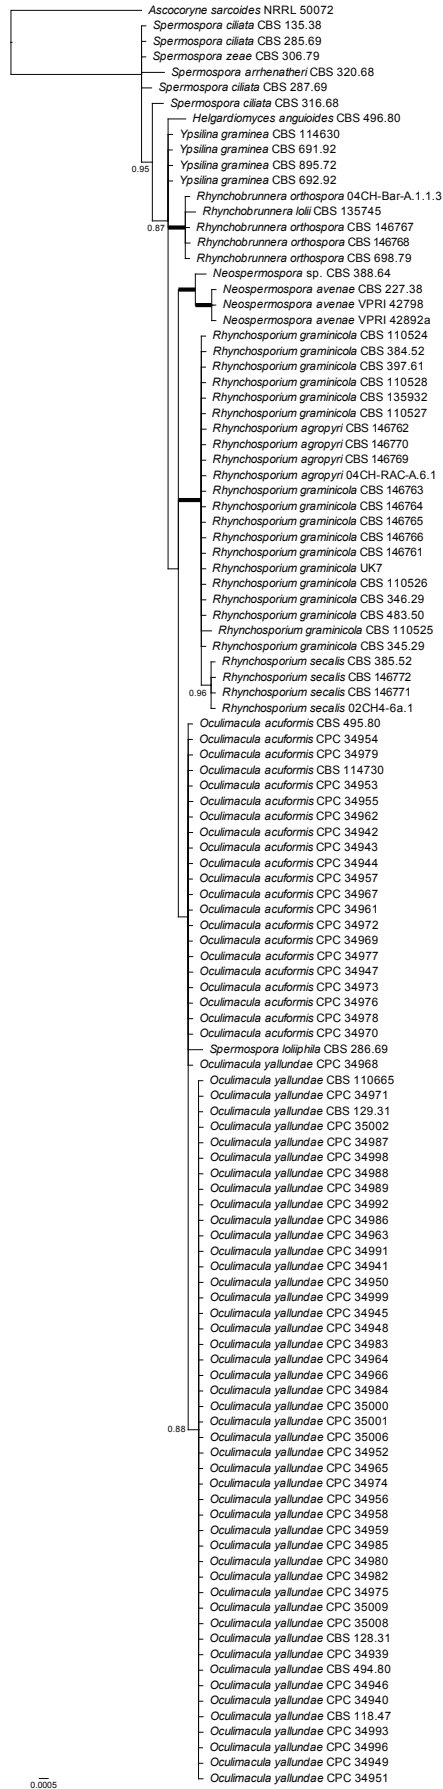 Ascocoryne sarcoides NRRL 50072
Spermospora ciliata CBS 135.38
Spermospora ciliata CBS 285.69
Spermospora zeae CBS 306.79
Spermospora arrhenatheri CBS 320.68
Spermospora ciliata CBS 287.69
Spermospora ciliata CBS 316.68
Helgardiomyces anguioides CBS 496.80
Ypsilina graminea CBS 114630
Ypsilina graminea CBS 691.92
0.95
Ypsilina graminea CBS 895.72
Ypsilina graminea CBS 692.92
Rhynchobrunnera orthospora 04CH-Bar-A.1.1.3
Rhynchobrunnera lolii CBS 135745
0.87
Rhynchobrunnera orthospora CBS 146767
Rhynchobrunnera orthospora CBS 146768
Rhynchobrunnera orthospora CBS 698.79
Neospermospora sp. CBS 388.64
Neospermospora avenae CBS 227.38
Neospermospora avenae VPRI 42798
Neospermospora avenae VPRI 42892a
Rhynchosporium graminicola CBS 110524
Rhynchosporium graminicola CBS 384.52
Rhynchosporium graminicola CBS 397.61
Rhynchosporium graminicola CBS 110528
Rhynchosporium graminicola CBS 135932
Rhynchosporium graminicola CBS 110527
Rhynchosporium agropyri CBS 146762
Rhynchosporium agropyri CBS 146770
Rhynchosporium agropyri CBS 146769
Rhynchosporium agropyri 04CH-RAC-A.6.1
Rhynchosporium graminicola CBS 146763
Rhynchosporium graminicola CBS 146764
Rhynchosporium graminicola CBS 146765
Rhynchosporium graminicola CBS 146766
Rhynchosporium graminicola CBS 146761
Rhynchosporium graminicola UK7
Rhynchosporium graminicola CBS 110526
Rhynchosporium graminicola CBS 346.29
Rhynchosporium graminicola CBS 483.50
Rhynchosporium graminicola CBS 110525
Rhynchosporium graminicola CBS 345.29
Rhynchosporium secalis CBS 385.52
Rhynchosporium secalis CBS 146772
0.96
Rhynchosporium secalis CBS 146771
Rhynchosporium secalis 02CH4-6a.1
Oculimacula acuformis CBS 495.80
Oculimacula acuformis CPC 34954
Oculimacula acuformis CPC 34979
Oculimacula acuformis CBS 114730
Oculimacula acuformis CPC 34953
Oculimacula acuformis CPC 34955
Oculimacula acuformis CPC 34962
Oculimacula acuformis CPC 34942
Oculimacula acuformis CPC 34943
Oculimacula acuformis CPC 34944
Oculimacula acuformis CPC 34957
Oculimacula acuformis CPC 34967
Oculimacula acuformis CPC 34961
Oculimacula acuformis CPC 34972
Oculimacula acuformis CPC 34969
Oculimacula acuformis CPC 34977
Oculimacula acuformis CPC 34947
Oculimacula acuformis CPC 34973
Oculimacula acuformis CPC 34976
Oculimacula acuformis CPC 34978
Oculimacula acuformis CPC 34970
Spermospora loliiphila CBS 286.69
Oculimacula yallundae CPC 34968
Oculimacula yallundae CBS 110665
Oculimacula yallundae CPC 34971
Oculimacula yallundae CBS 129.31
Oculimacula yallundae CPC 35002
Oculimacula yallundae CPC 34987
Oculimacula yallundae CPC 34998
Oculimacula yallundae CPC 34988
Oculimacula yallundae CPC 34989
Oculimacula yallundae CPC 34992
Oculimacula yallundae CPC 34986
Oculimacula yallundae CPC 34963
Oculimacula yallundae CPC 34991
Oculimacula yallundae CPC 34941
Oculimacula yallundae CPC 34950
Oculimacula yallundae CPC 34999
Oculimacula yallundae CPC 34945
Oculimacula yallundae CPC 34948
Oculimacula yallundae CPC 34983
Oculimacula yallundae CPC 34964
Oculimacula yallundae CPC 34966
Oculimacula yallundae CPC 34984
Oculimacula yallundae CPC 35000
Oculimacula yallundae CPC 35001
0.88
Oculimacula yallundae CPC 35006
Oculimacula yallundae CPC 34952
Oculimacula yallundae CPC 34965
Oculimacula yallundae CPC 34974
Oculimacula yallundae CPC 34956
Oculimacula yallundae CPC 34958
Oculimacula yallundae CPC 34959
Oculimacula yallundae CPC 34985
Oculimacula yallundae CPC 34980
Oculimacula yallundae CPC 34982
Oculimacula yallundae CPC 34975
Oculimacula yallundae CPC 35009
Oculimacula yallundae CPC 35008
Oculimacula yallundae CBS 128.31
Oculimacula yallundae CPC 34939
Oculimacula yallundae CBS 494.80
Oculimacula yallundae CPC 34946
Oculimacula yallundae CPC 34940
Oculimacula yallundae CBS 118.47
Oculimacula yallundae CPC 34993
Oculimacula yallundae CPC 34996
Oculimacula yallundae CPC 34949
Oculimacula yallundae CPC 34951
0.0005